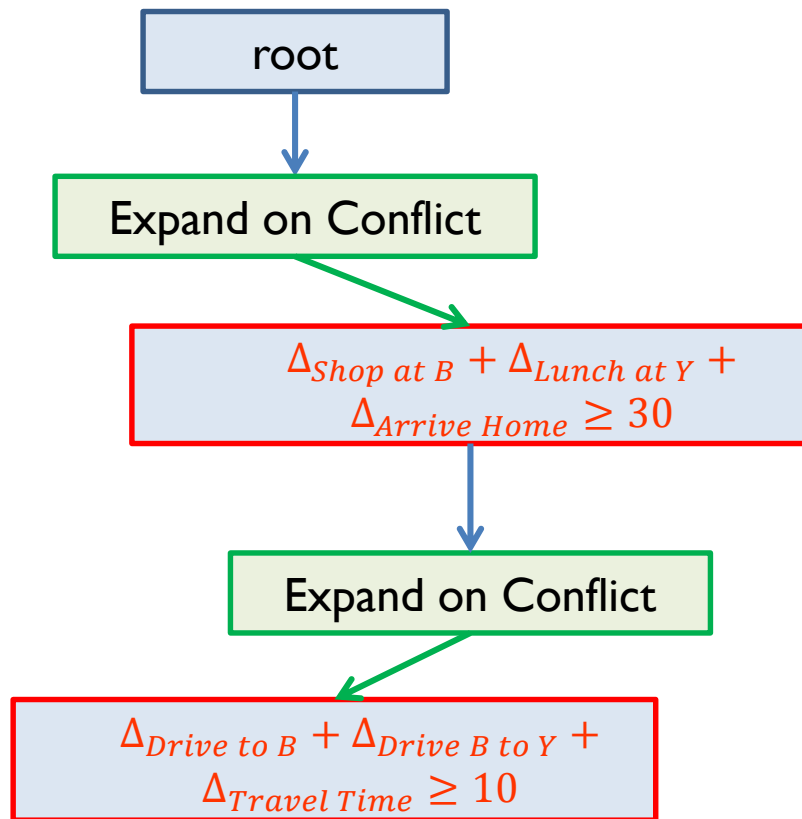 root
Expand on Conflict
Δ_{Shop at B} + Δ_{Lunch at Y} +
Δ_{Arrive Home} ≥ 30
Expand on Conflict
Δ_{Drive to B} + Δ_{Drive B to Y} +
Δ_{Travel Time} ≥ 10